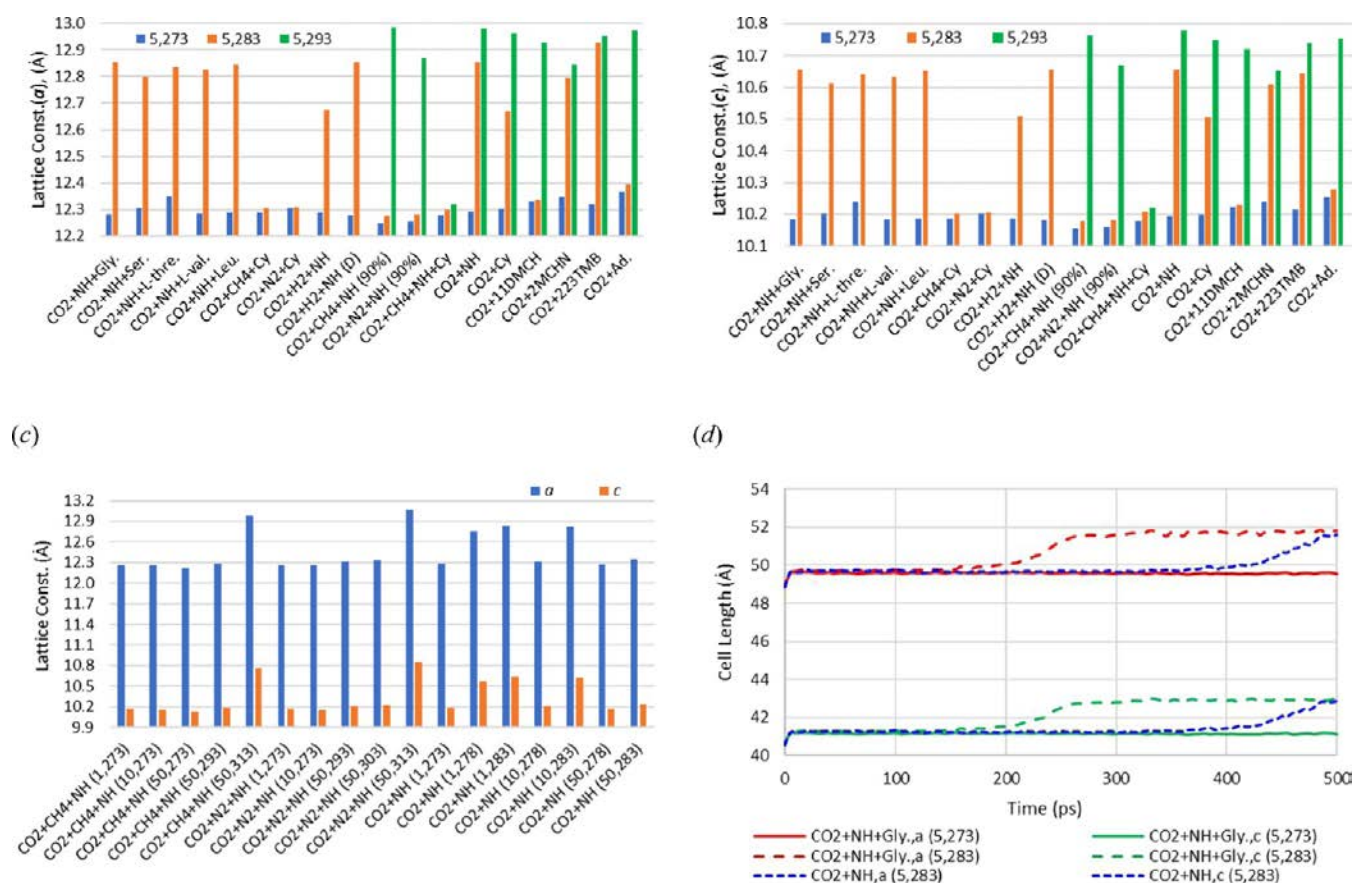 Lattice Const.(a), (Å)
13.0
12.9
12.8
12.7
12.6
12.5
12.4
12.3
12.2
5,273 5,283 5,293
CO2+NH+Gly.
CO2+NH+Ser.
CO2+NH+L-thre.
CO2+NH+L-val.
CO2+NH+Leu.
CO2+CH4+Cy
CO2+N2+Cy
CO2+H2+NH
CO2+H2+NH (D)
CO2+CH4+NH (90%)
CO2+N2+NH (90%)
CO2+CH4+NH+Cy
CO2+NH
CO2+Cy
CO2+11DMCH
CO2+2MCHN
CO2+223TMB
CO2+Ad.
Lattice Const.(c), (Å)
10.8
10.7
10.6
10.5
10.4
10.3
10.2
10.1
5,273 5,283 5,293
CO2+NH+Gly.
CO2+NH+Ser.
CO2+NH+L-thre.
CO2+NH+L-val.
CO2+NH+Leu.
CO2+CH4+Cy
CO2+N2+Cy
CO2+H2+NH
CO2+H2+NH (D)
CO2+CH4+NH (90%)
CO2+N2+NH (90%)
CO2+CH4+NH+Cy
CO2+NH
CO2+Cy
CO2+11DMCH
CO2+2MCHN
CO2+223TMB
CO2+Ad.
(c)
Lattice Const. (Å)
a c
13.2
12.9
12.6
12.3
12.0
11.7
11.4
11.1
10.8
10.5
10.2
9.9
CO2+CH4+NH (1,273)
CO2+CH4+NH (10,273)
CO2+CH4+NH (50,273)
CO2+CH4+NH (50,293)
CO2+CH4+NH (50,313)
CO2+N2+NH (1,273)
CO2+N2+NH (10,273)
CO2+N2+NH (50,293)
CO2+N2+NH (50,303)
CO2+N2+NH (50,313)
CO2+NH (1,273)
CO2+NH (1,278)
CO2+NH (1,283)
CO2+NH (10,278)
CO2+NH (10,283)
CO2+NH (50,278)
CO2+NH (50,283)
(d)
Cell Length (Å)
54
52
50
48
46
44
42
40
0 100 200 300 400 500
Time (ps)
CO2+NH+Gly.,a (5,273) CO2+NH+Gly.,c (5,273)
CO2+NH+Gly.,a (5,283) CO2+NH+Gly.,c (5,283)
CO2+NH,a (5,283) CO2+NH,c (5,283)